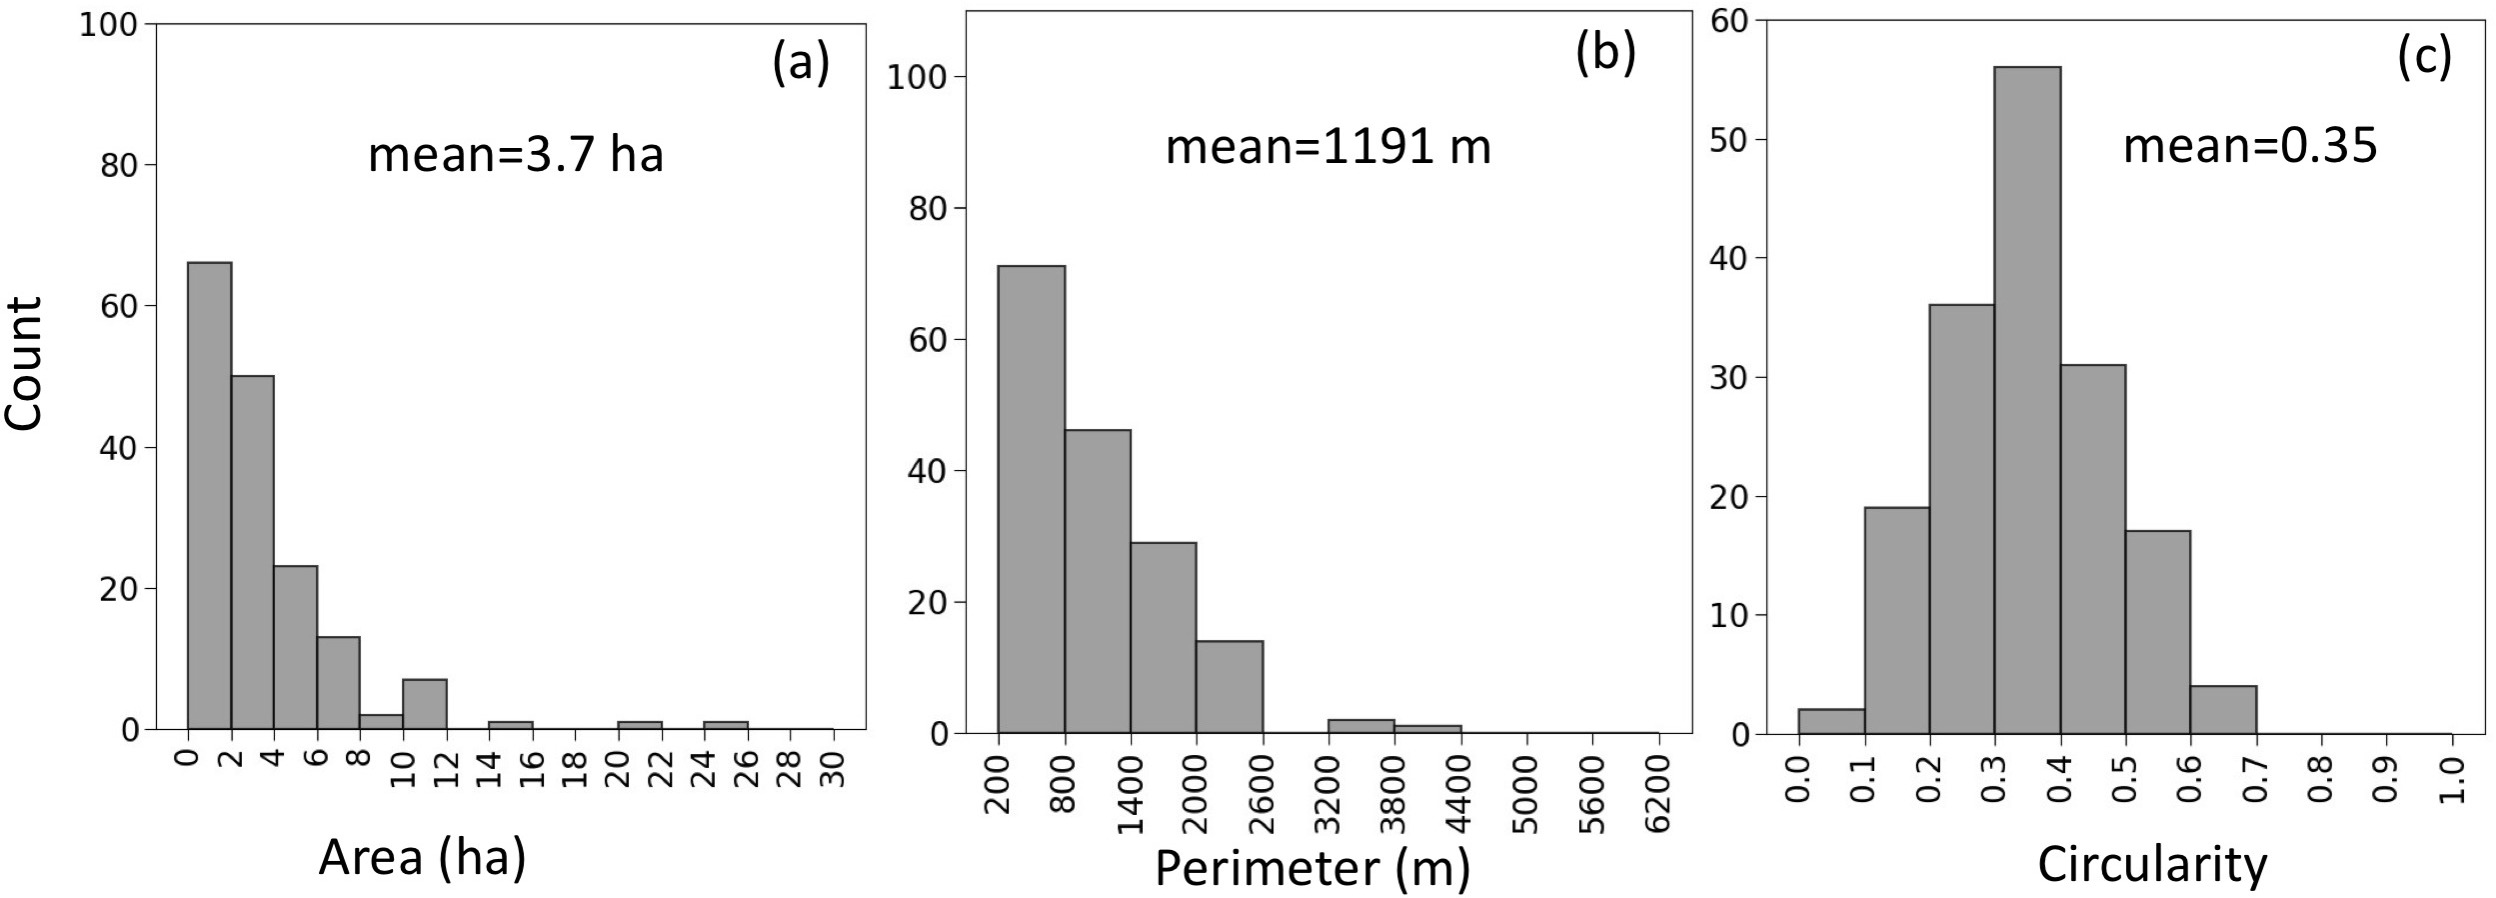 Count
(a)
mean=3.7 ha
100
80
60
40
20
0
0 2 4 6 8 10 12 14 16 18 20 22 24 26 28 30
Area (ha)
(b)
mean=1191 m
100
80
60
40
20
0
200 800 1400 2000 2600 3200 3800 4400 5000 5600 6200
Perimeter (m)
(c)
mean=0.35
60
50
40
30
20
10
0
0.0 0.1 0.2 0.3 0.4 0.5 0.6 0.7 0.8 0.9 1.0
Circularity